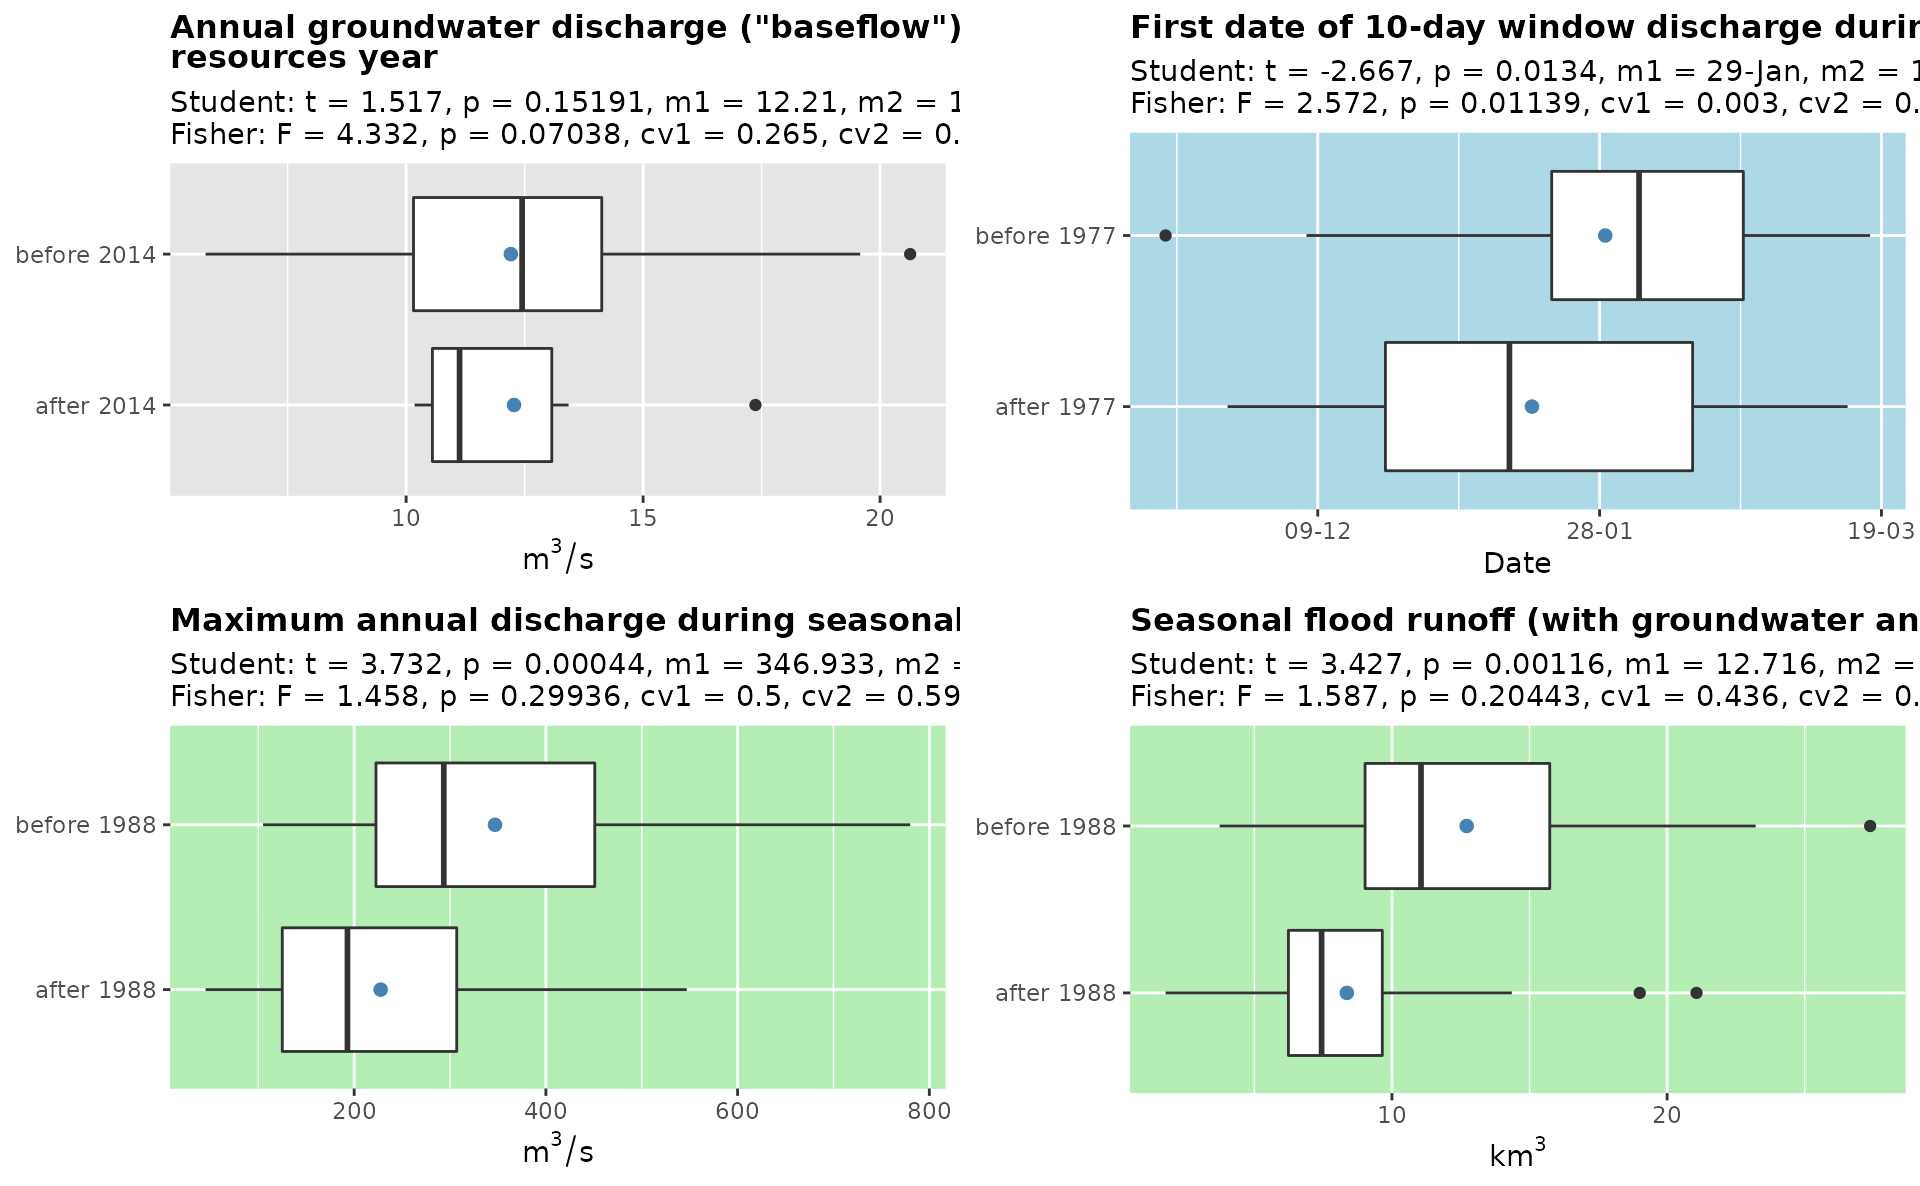 Annual groundwater discharge ("baseflow")
resources year
Student: t = 1.517, p = 0.15191, m1 = 12.21, m2 = 1
Fisher: F = 4.332, p = 0.07038, cv1 = 0.265, cv2 = 0.
before 2014
after 2014
10 15 20
m³/s
First date of 10-day window discharge durin
Student: t = -2.667, p = 0.0134, m1 = 29-Jan, m2 = 1
Fisher: F = 2.572, p = 0.01139, cv1 = 0.003, cv2 = 0.
before 1977
after 1977
09-12 28-01 19-03
Date
Maximum annual discharge during seasonal
Student: t = 3.732, p = 0.00044, m1 = 346.933, m2 =
Fisher: F = 1.458, p = 0.29936, cv1 = 0.5, cv2 = 0.59
before 1988
after 1988
200 400 600 800
m³/s
Seasonal flood runoff (with groundwater an
Student: t = 3.427, p = 0.00116, m1 = 12.716, m2 =
Fisher: F = 1.587, p = 0.20443, cv1 = 0.436, cv2 = 0.
before 1988
after 1988
10 20
km³